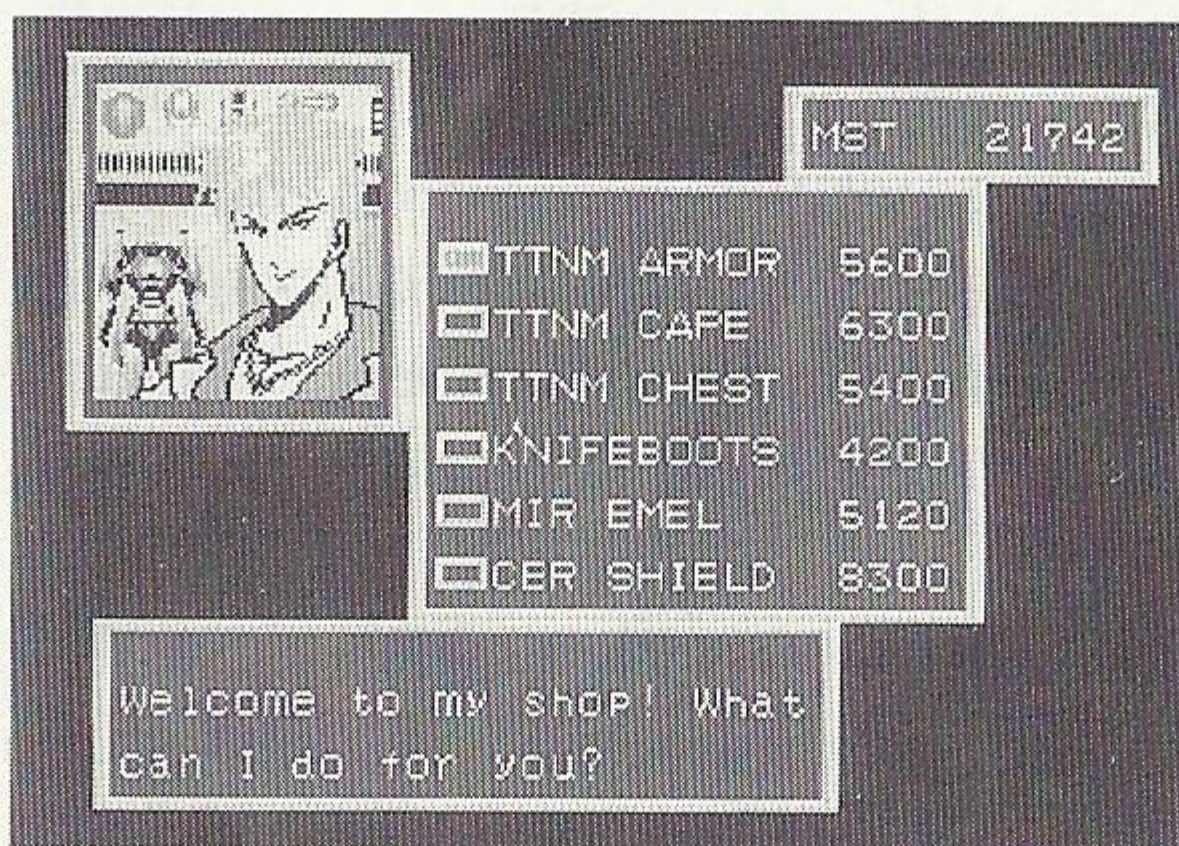 MST 21742
TTNM ARMOR 5600
TTNM CAPE 6300
TTNM CHEST 5400
KNIFEBOOTS 4200
MIR EMEL 5120
CER SHIELD 8300
Welcome to my shop! What
can I do for you?